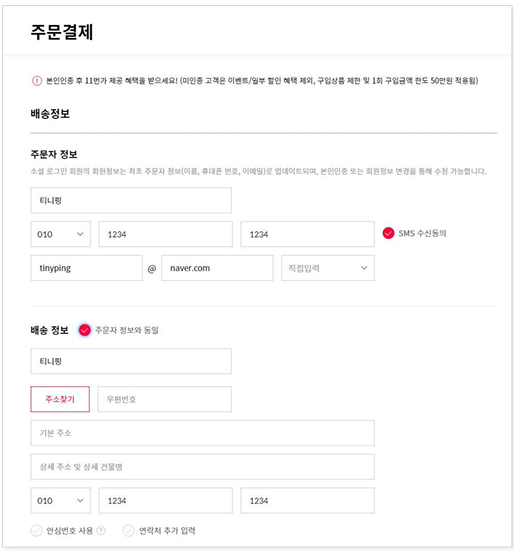 주문결제
본인인증 후 11번가 제공 혜택을 받으세요! (미인증 고객은 이벤트/일부 할인 혜택 제외, 구입상품 제한 및 1회 구입금액 한도 50만원 적용됨)
배송정보
주문자 정보
소셜 로그인 회원의 회원정보는 최초 주문자 정보(이름, 휴대폰 번호, 이메일)로 업데이트되며, 본인인증 또는 회원정보 변경을 통해 수정 가능합니다.
티니핑
010 1234 1234 SMS 수신동의
tinyping @ naver.com 직접입력
배송 정보 주문자 정보와 동일
티니핑
주소찾기 우편번호
기본 주소
상세 주소 및 상세 건물명
010 1234 1234
안심번호 사용 ? 연락처 추가 입력